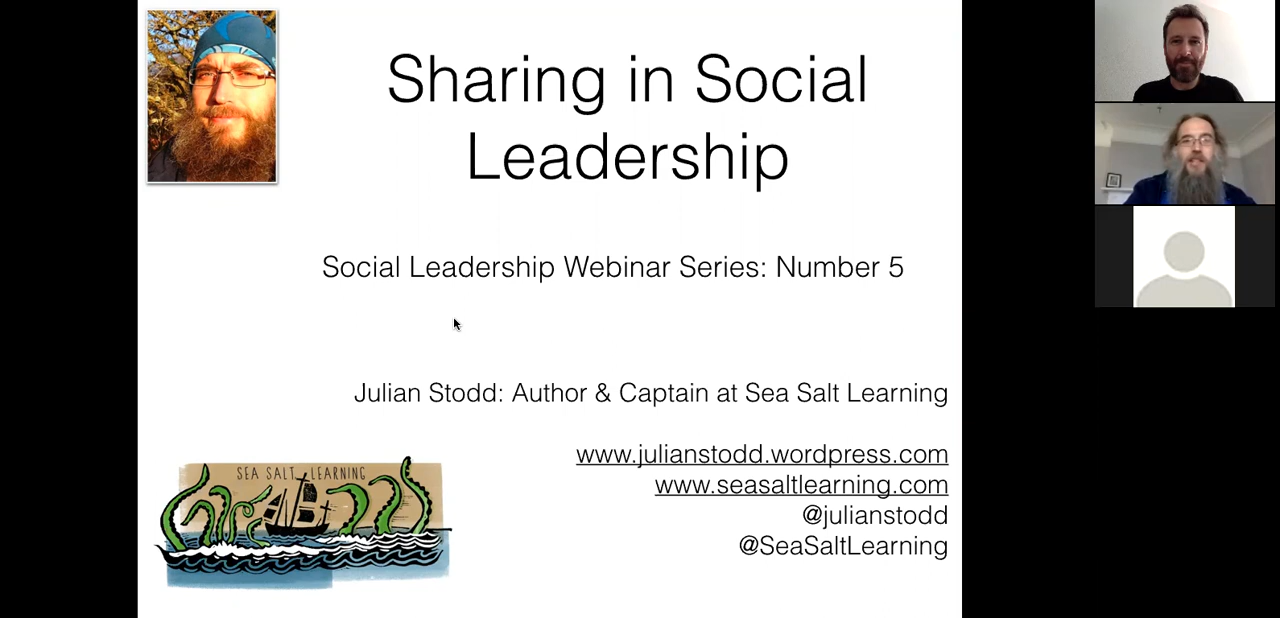 Sharing in Social
Leadership
Social Leadership Webinar Series: Number 5
Julian Stodd: Author & Captain at Sea Salt Learning
www.julianstodd.wordpress.com
www.seasaltlearning.com
@julianstodd
@SeaSaltLearning
SEA SALT LEARNING